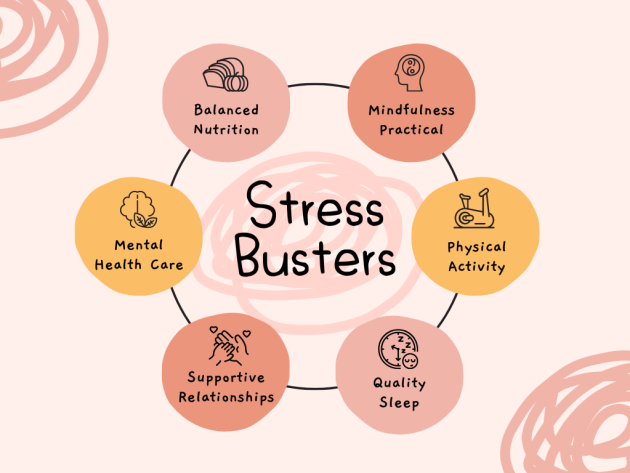 Balanced
Nutrition
Mindfulness
Practical
Stress
Busters
Mental
Health Care
Physical
Activity
Supportive
Relationships
Quality
Sleep